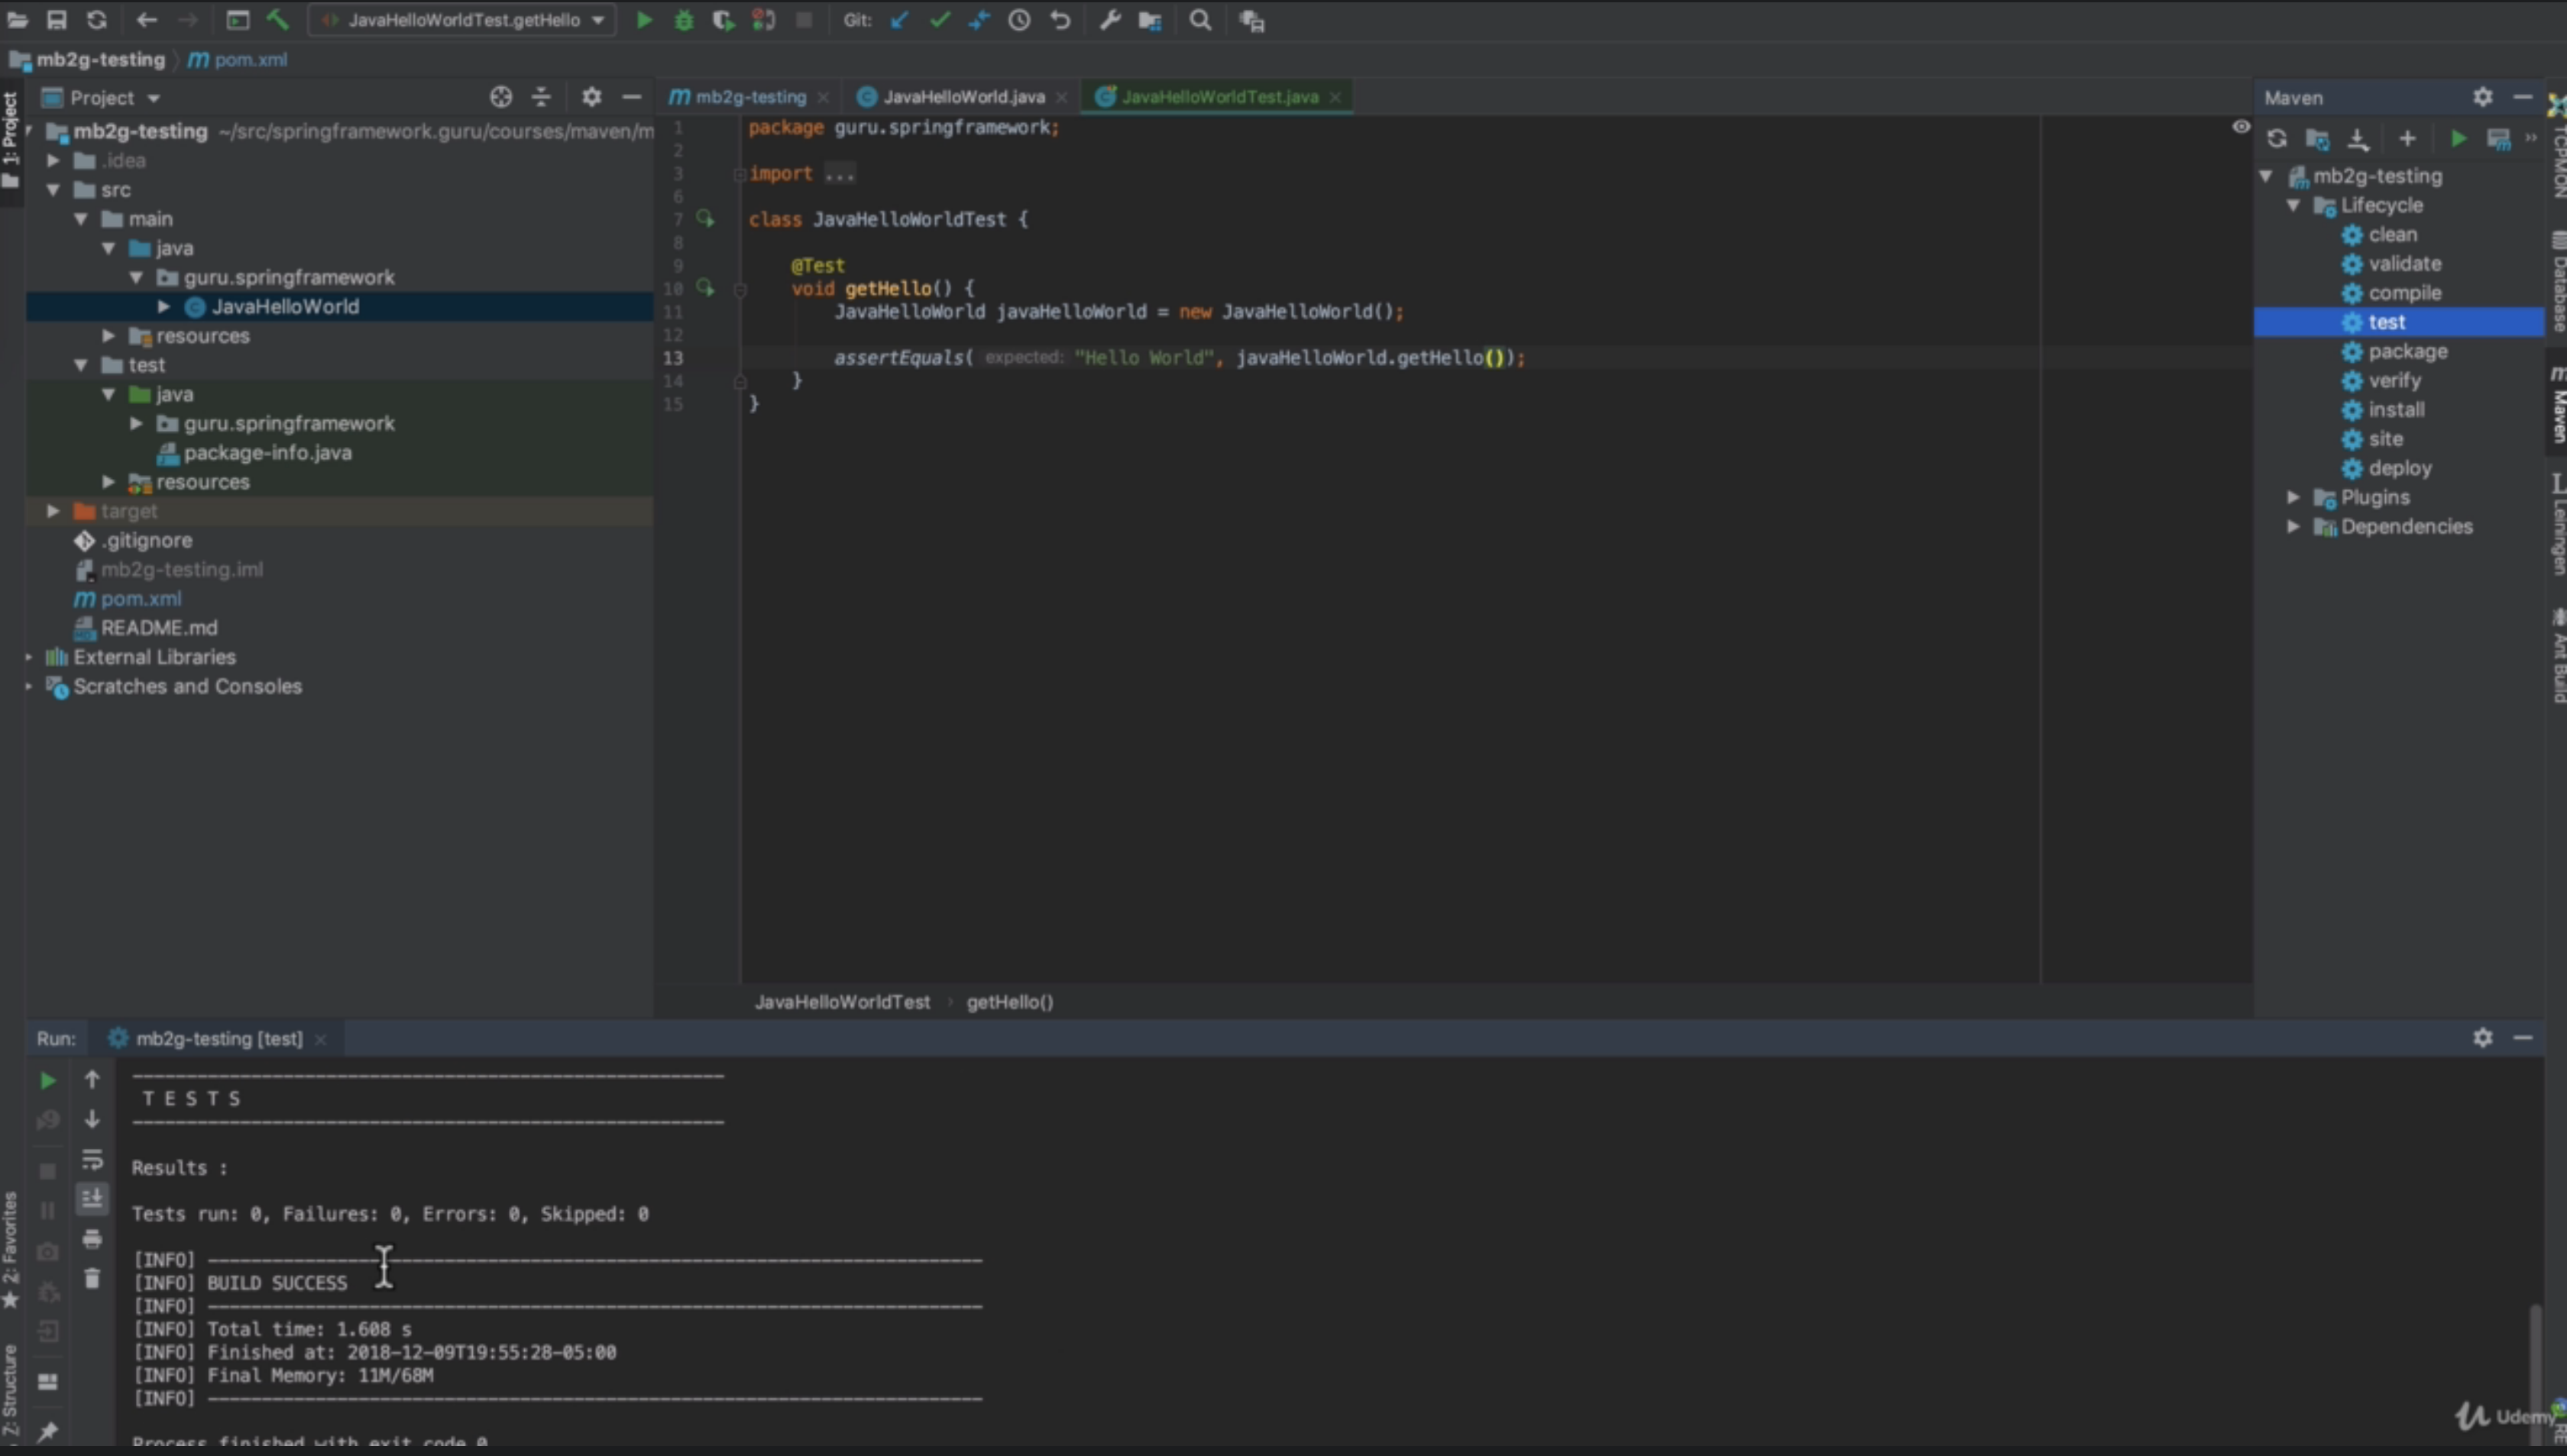 JavaHelloWorldTest.getHello
Git:
mb2g-testing
pom.xml
1: Project
Project
mb2g-testing ~/src/springframework.guru/courses/maven/m
.idea
src
main
java
guru.springframework
JavaHelloWorld
resources
test
java
guru.springframework
package-info.java
resources
target
.gitignore
mb2g-testing.iml
pom.xml
README.md
External Libraries
Scratches and Consoles
mb2g-testing
JavaHelloWorld.java
JavaHelloWorldTest.java
1 package guru.springframework;
2
3 import ...
6
7 class JavaHelloWorldTest {
8
9 @Test
10 void getHello() {
11 JavaHelloWorld javaHelloWorld = new JavaHelloWorld();
12
13 assertEquals( expected: "Hello World", javaHelloWorld.getHello());
14 }
15 }
JavaHelloWorldTest
getHello()
Maven
mb2g-testing
Lifecycle
clean
validate
compile
test
package
verify
install
site
deploy
Plugins
Dependencies
TCPMON
Database
Maven
Leiningen
Ant Build
Run:
mb2g-testing [test]
T E S T S
Results :
Tests run: 0, Failures: 0, Errors: 0, Skipped: 0
[INFO] ------------------------------------------------------------------------
[INFO] BUILD SUCCESS
[INFO] ------------------------------------------------------------------------
[INFO] Total time: 1.608 s
[INFO] Finished at: 2018-12-09T19:55:28-05:00
[INFO] Final Memory: 11M/68M
[INFO] ------------------------------------------------------------------------
Process finished with exit code 0
2: Favorites
Z: Structure
Udemy